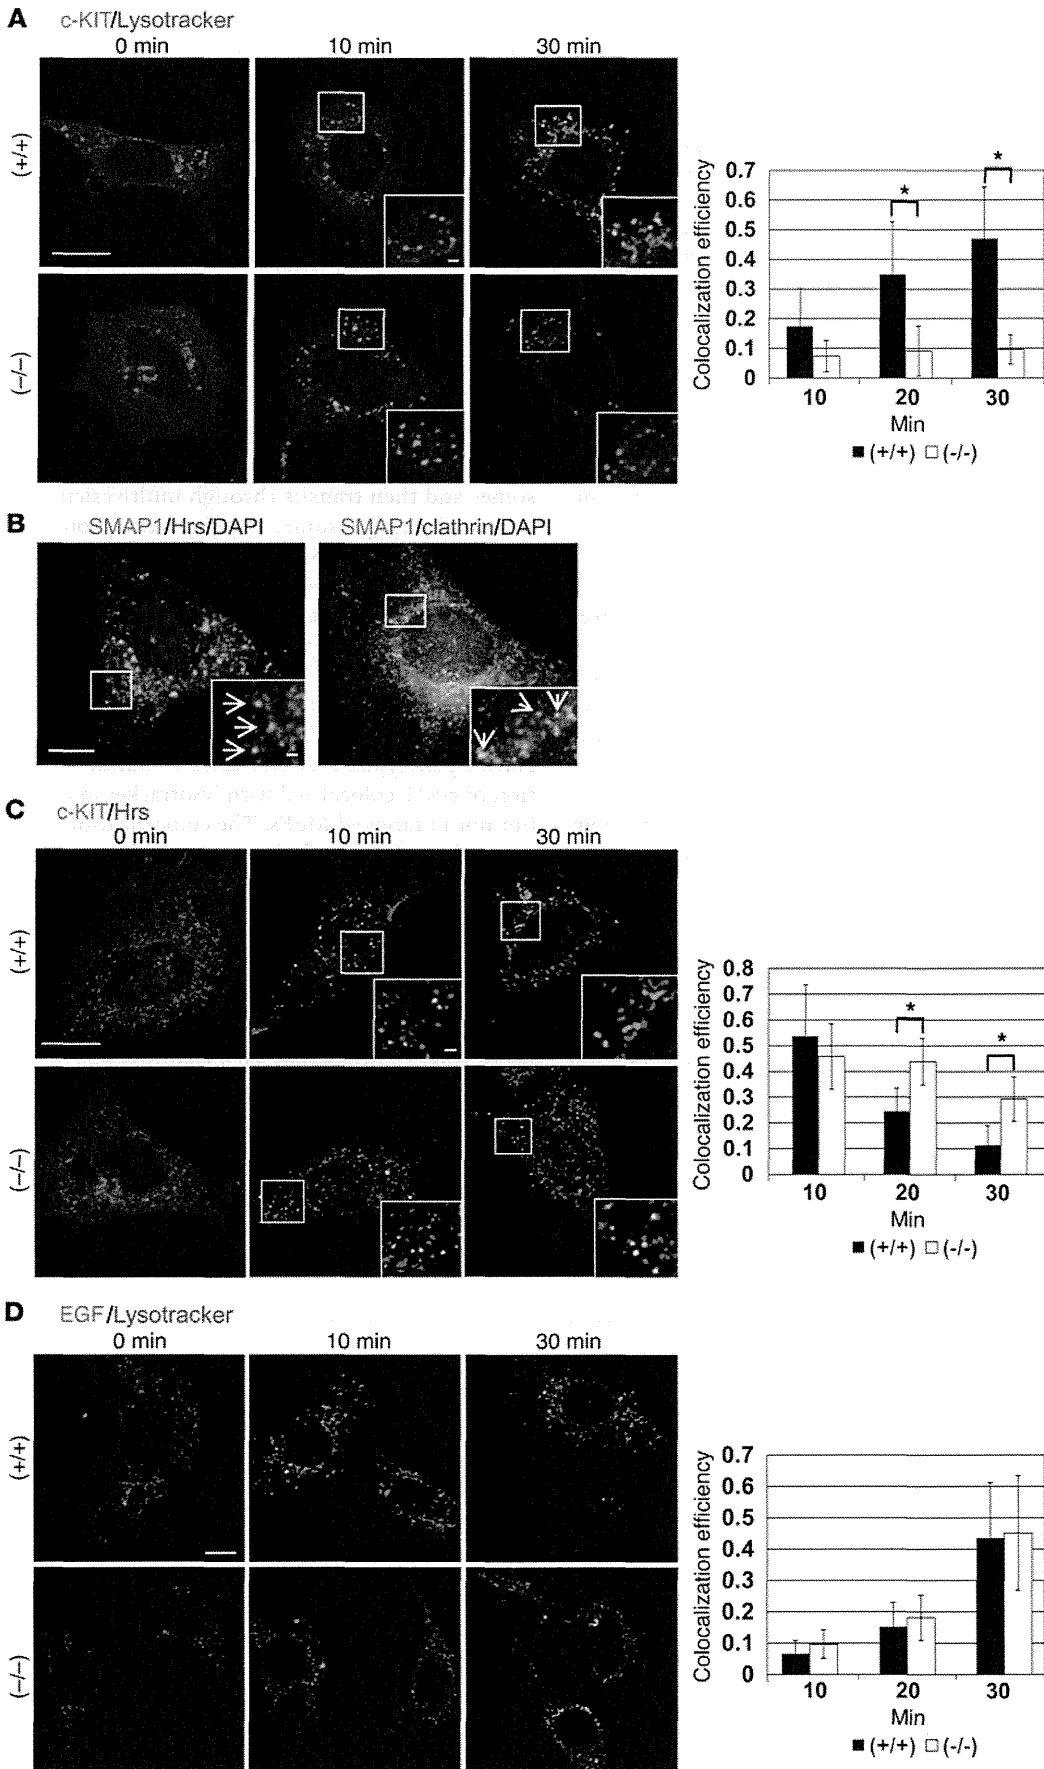 A
c-KIT/Lysotracker
0 min
10 min
30 min
(+/+)
(-/-)
Colocalization efficiency
0.7
0.6
0.5
0.4
0.3
0.2
0.1
0
*
*
10
20
30
Min
■ (+/+) □ (-/-)
some, and then transits through
B
SMAP1/Hrs/DAPI
SMAP1/clathrin/DAPI
C
c-KIT/Hrs
0 min
10 min
30 min
(+/+)
(-/-)
Colocalization efficiency
0.8
0.7
0.6
0.5
0.4
0.3
0.2
0.1
0
*
*
10
20
30
Min
■ (+/+) □ (-/-)
D
EGF/Lysotracker
0 min
10 min
30 min
(+/+)
(-/-)
Colocalization efficiency
0.7
0.6
0.5
0.4
0.3
0.2
0.1
0
10
20
30
Min
■ (+/+) □ (-/-)